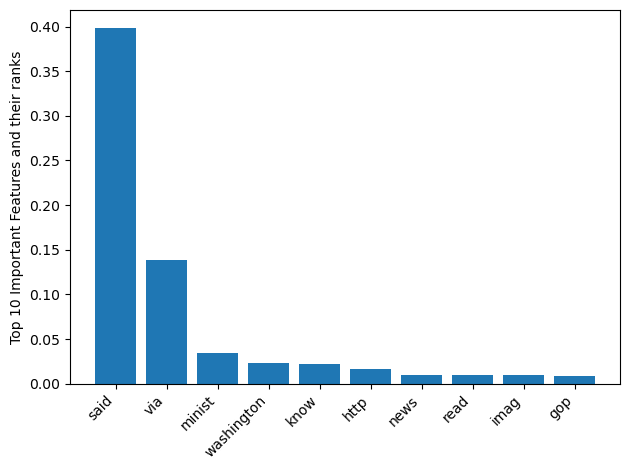 Top 10 Important Features and their ranks
0.40
0.35
0.30
0.25
0.20
0.15
0.10
0.05
0.00
said
via
minist
washington
know
http
news
read
imag
gop